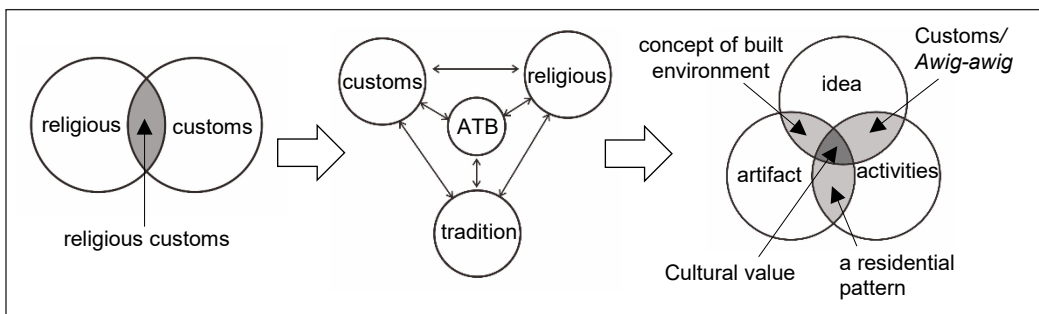 religious
customs
religious customs
customs
religious
ATB
tradition
concept of built
environment
Customs/
Awig-awig
idea
artifact
activities
Cultural value
a residential
pattern